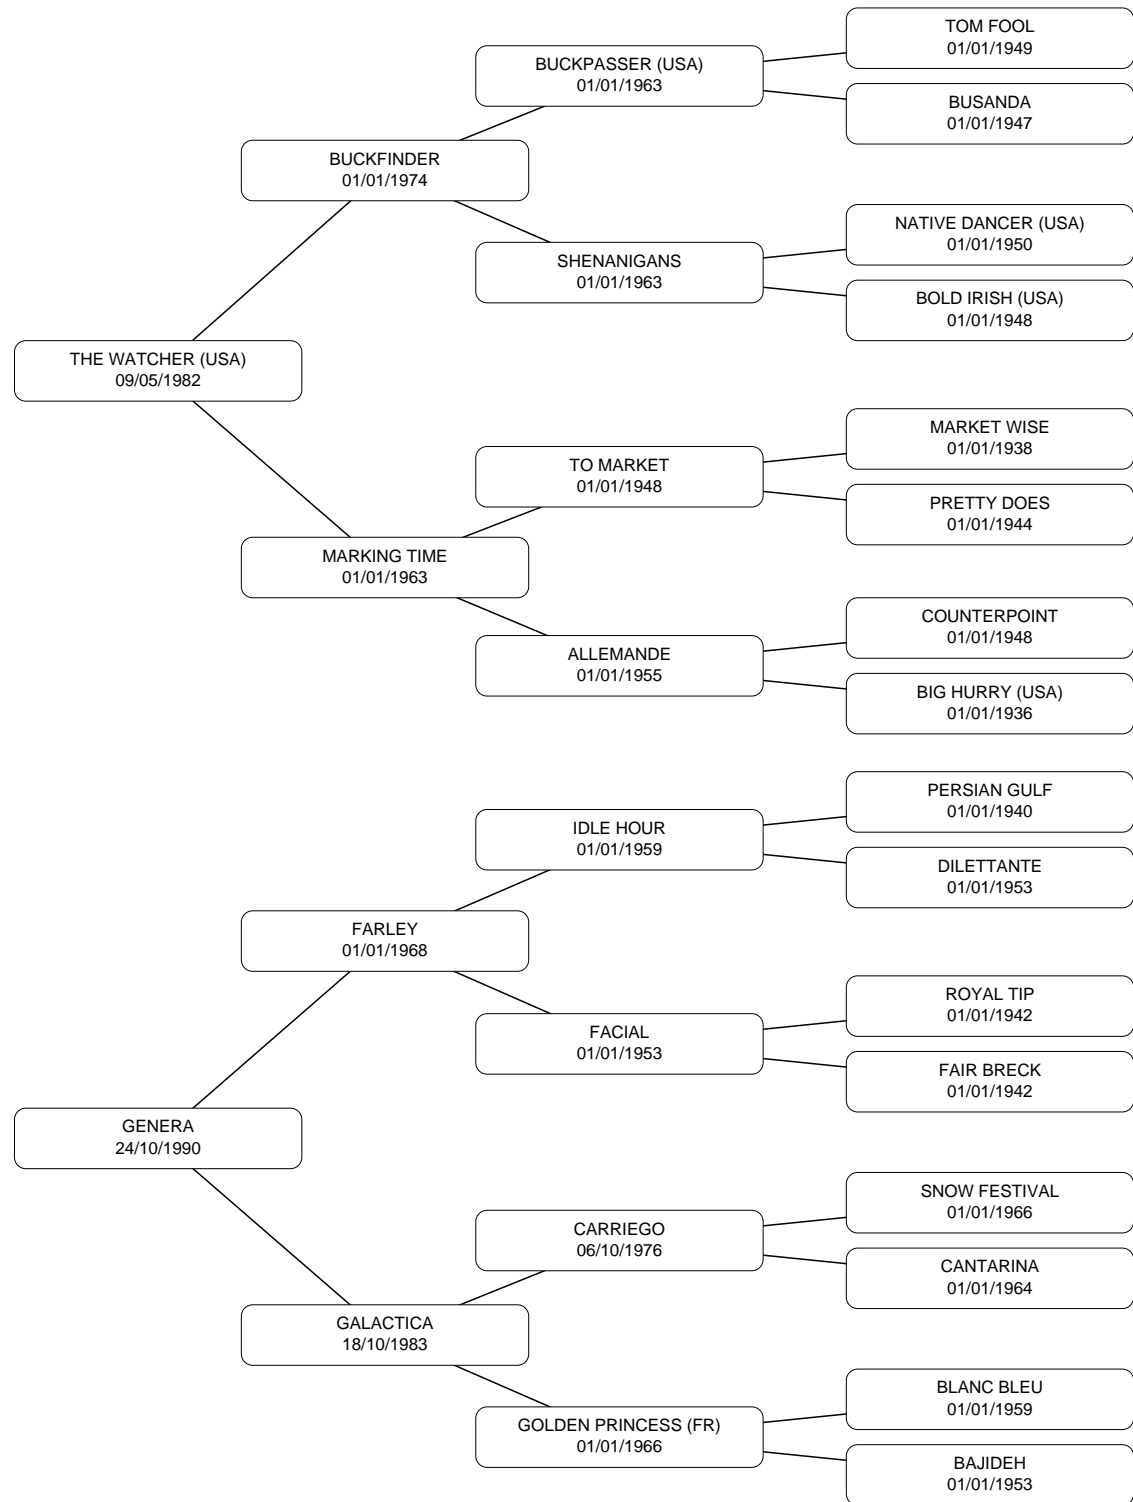 TOM FOOL
01/01/1949
BUCKPASSER (USA)
01/01/1963
BUSANDA
01/01/1947
BUCKFINDER
01/01/1974
NATIVE DANCER (USA)
01/01/1950
SHENANIGANS
01/01/1963
BOLD IRISH (USA)
01/01/1948
THE WATCHER (USA)
09/05/1982
MARKET WISE
01/01/1938
TO MARKET
01/01/1948
PRETTY DOES
01/01/1944
MARKING TIME
01/01/1963
COUNTERPOINT
01/01/1948
ALLEMANDE
01/01/1955
BIG HURRY (USA)
01/01/1936
PERSIAN GULF
01/01/1940
IDLE HOUR
01/01/1959
DILETTANTE
01/01/1953
FARLEY
01/01/1968
ROYAL TIP
01/01/1942
FACIAL
01/01/1953
FAIR BRECK
01/01/1942
GENERA
24/10/1990
SNOW FESTIVAL
01/01/1966
CARRIEGO
06/10/1976
CANTARINA
01/01/1964
GALACTICA
18/10/1983
BLANC BLEU
01/01/1959
GOLDEN PRINCESS (FR)
01/01/1966
BAJIDEH
01/01/1953